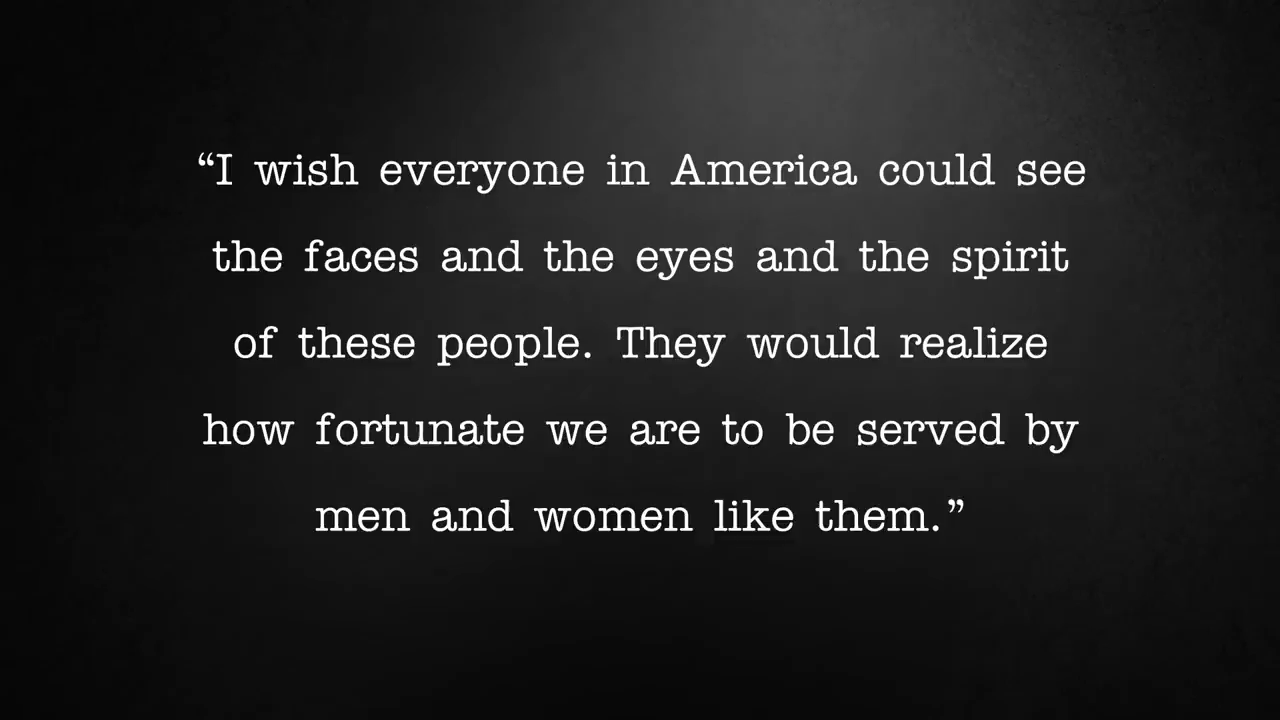 “I wish everyone in America could see
the faces and the eyes and the spirit
of these people. They would realize
how fortunate we are to be served by
men and women like them.”